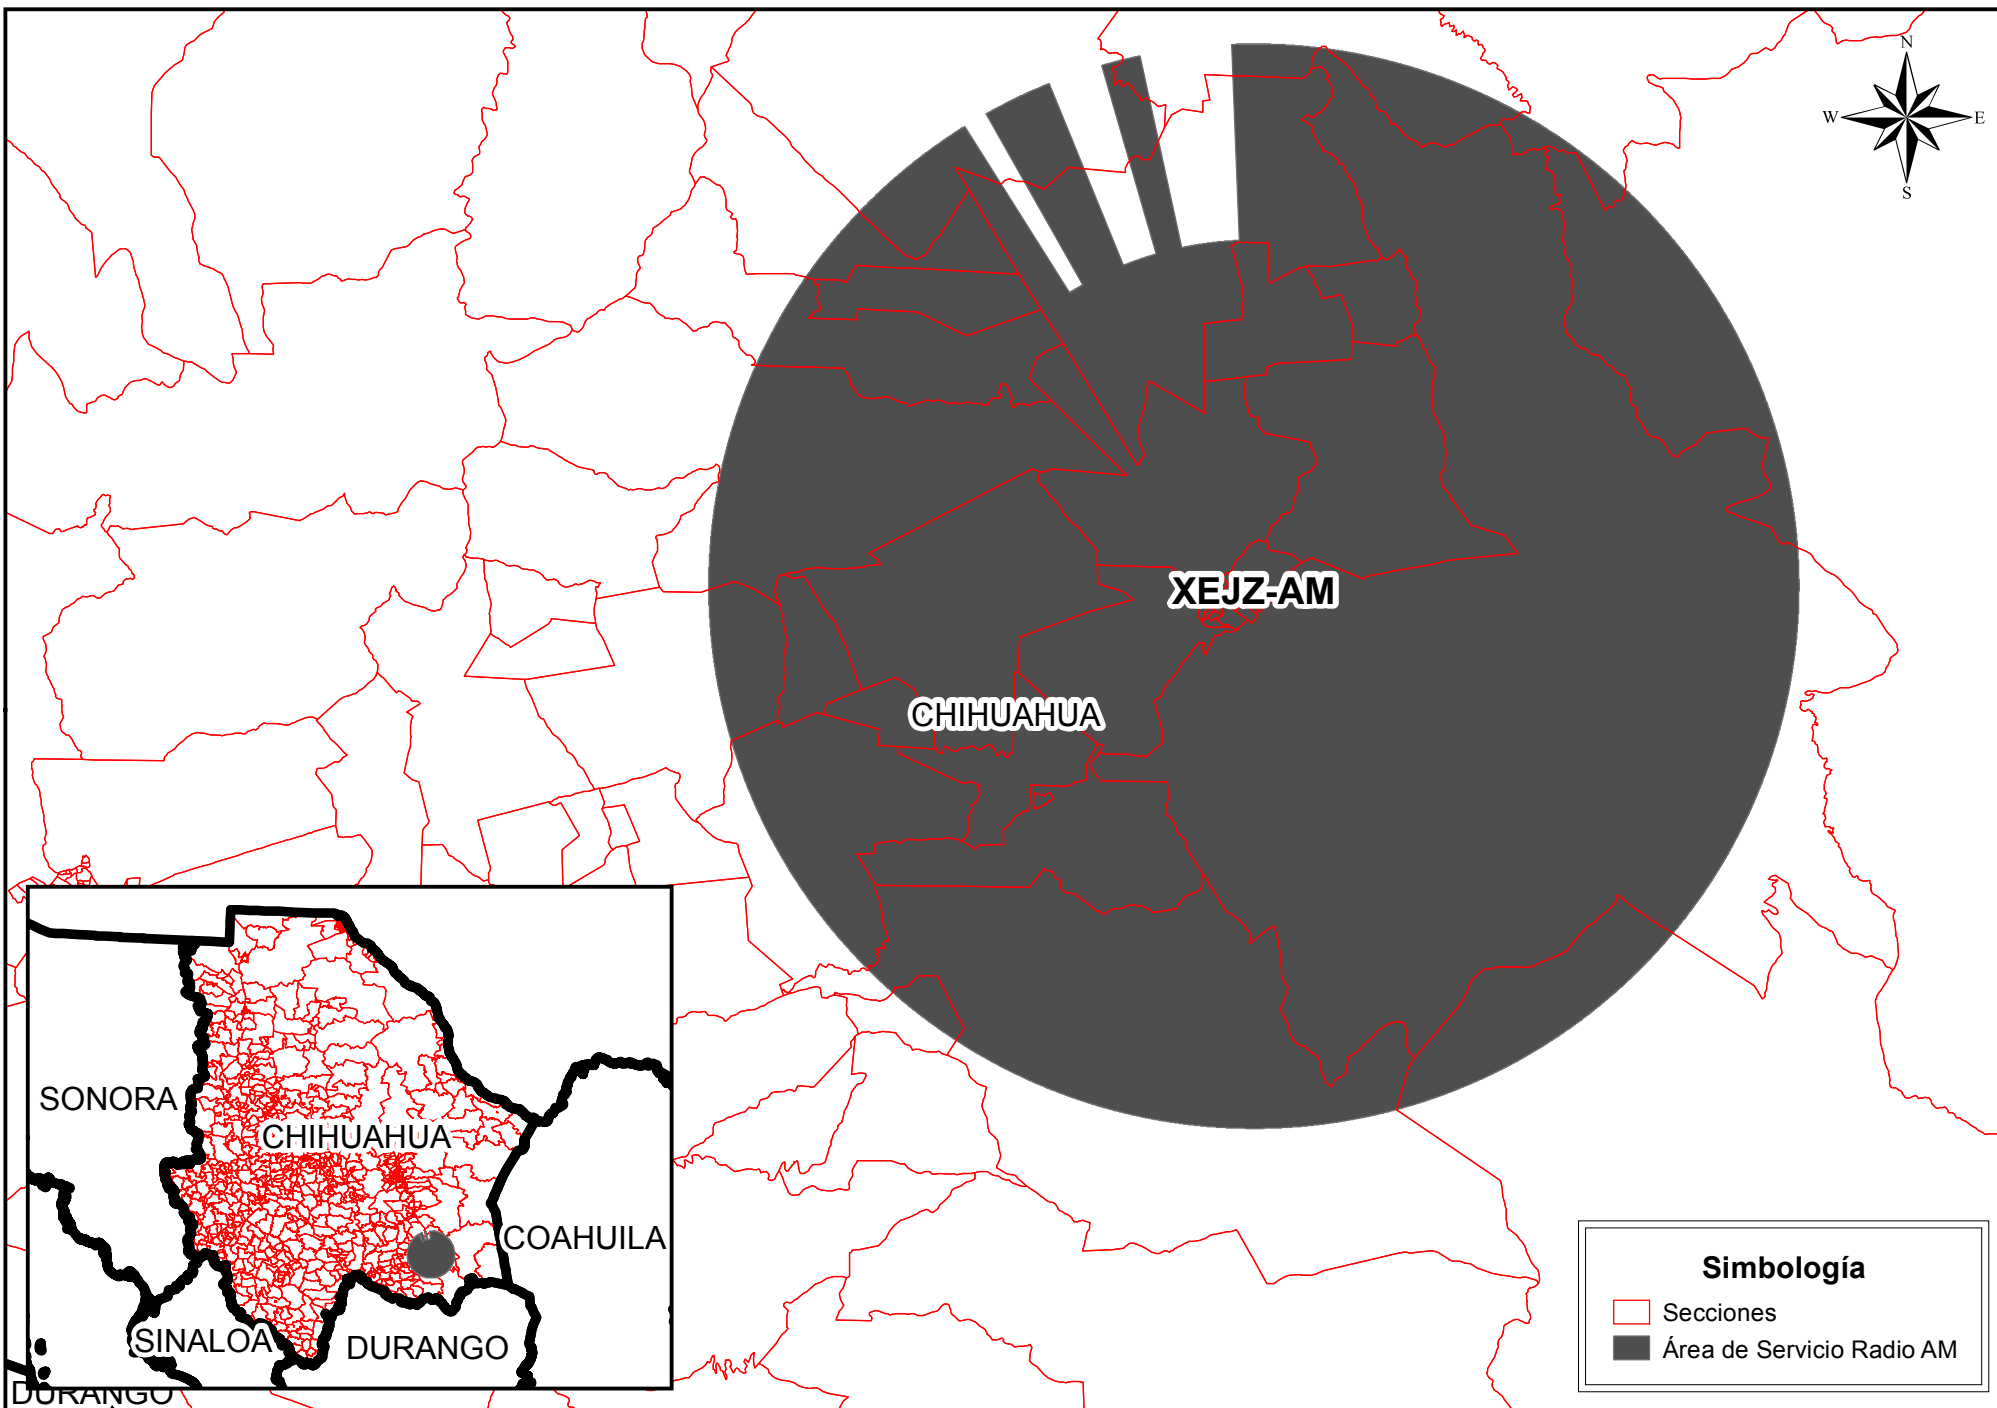 N
W E
S
XEJZ-AM
CHIHUAHUA
SONORA
CHIHUAHUA
COAHUILA
SINALOA
DURANGO
DURANGO
Simbología
Secciones
Área de Servicio Radio AM